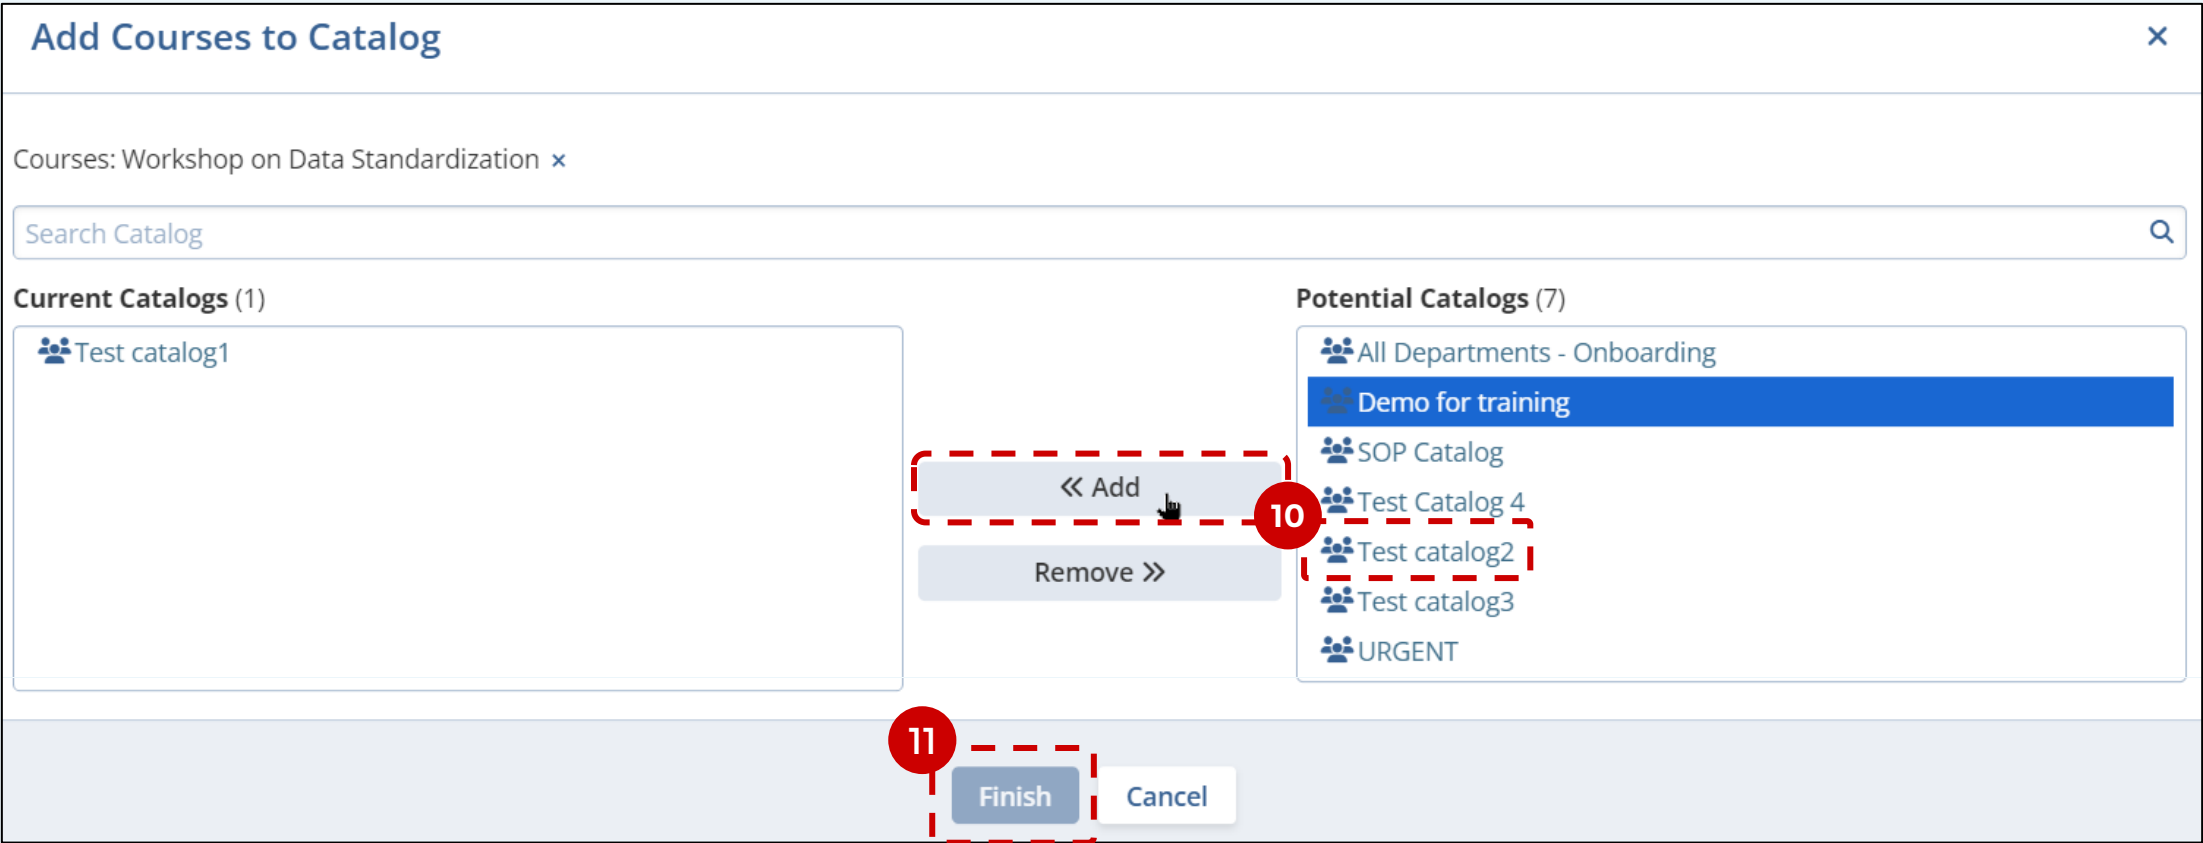 Add Courses to Catalog
Courses: Workshop on Data Standardization ×
Search Catalog
Current Catalogs (1)
Test catalog1
« Add
Remove »
10
Potential Catalogs (7)
All Departments - Onboarding
Demo for training
SOP Catalog
Test Catalog 4
Test catalog2
Test catalog3
URGENT
11
Finish
Cancel